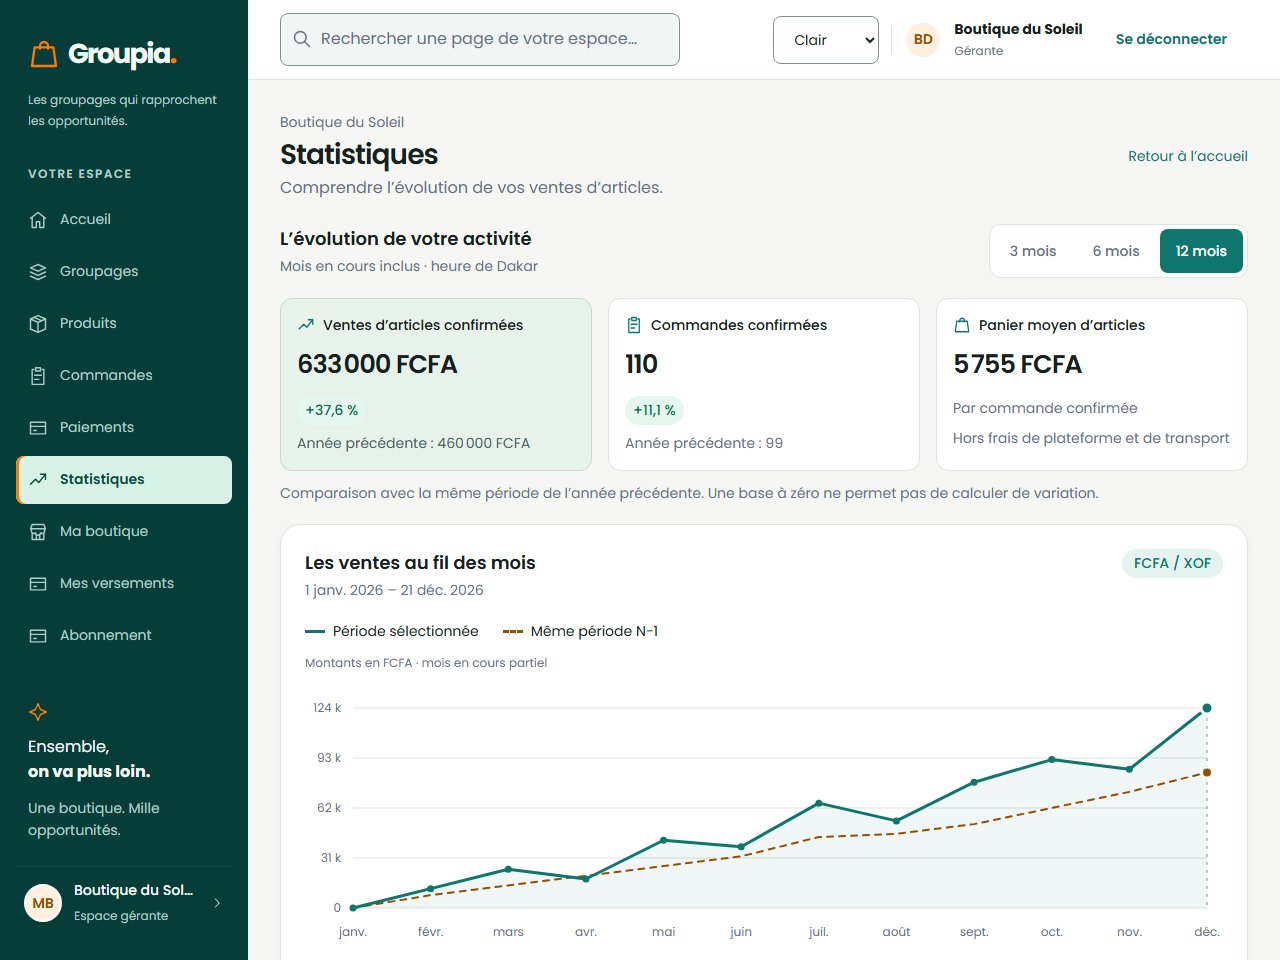 Groupia.
Les groupages qui rapprochent
les opportunités.
VOTRE ESPACE
Accueil
Groupages
Produits
Commandes
Paiements
Statistiques
Ma boutique
Mes versements
Abonnement
Ensemble,
on va plus loin.
Une boutique. Mille
opportunités.
MB
Boutique du Sol...
Espace gérante
Rechercher une page de votre espace...
Clair
BD
Boutique du Soleil
Gérante
Se déconnecter
Boutique du Soleil
Statistiques
Comprendre l’évolution de vos ventes d’articles.
Retour à l’accueil
L’évolution de votre activité
Mois en cours inclus · heure de Dakar
3 mois
6 mois
12 mois
Ventes d’articles confirmées
633 000 FCFA
+37,6 %
Année précédente : 460 000 FCFA
Commandes confirmées
110
+11,1 %
Année précédente : 99
Panier moyen d’articles
5 755 FCFA
Par commande confirmée
Hors frais de plateforme et de transport
Comparaison avec la même période de l’année précédente. Une base à zéro ne permet pas de calculer de variation.
Les ventes au fil des mois
1 janv. 2026 – 21 déc. 2026
FCFA / XOF
Période sélectionnée
Même période N-1
Montants en FCFA · mois en cours partiel
124 k
93 k
62 k
31 k
0
janv.
févr.
mars
avr.
mai
juin
juil.
août
sept.
oct.
nov.
déc.